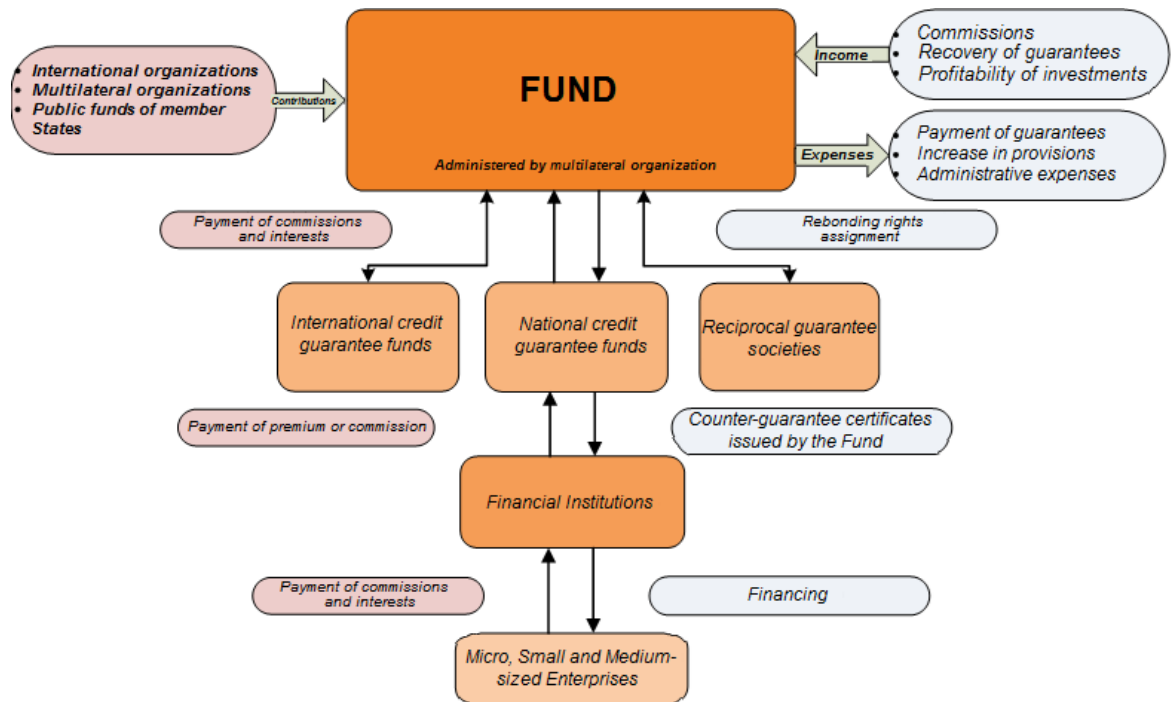 • International organizations
• Multilateral organizations
• Public funds of member
States
Contributions
FUND
Administered by multilateral organization
Income
• Commissions
• Recovery of guarantees
• Profitability of investments
Expenses
• Payment of guarantees
• Increase in provisions
• Administrative expenses
Payment of commissions
and interests
Rebonding rights
assignment
International credit
guarantee funds
National credit
guarantee funds
Reciprocal guarantee
societies
Payment of premium or commission
Counter-guarantee certificates
issued by the Fund
Financial Institutions
Payment of commissions
and interests
Financing
Micro, Small and Medium-
sized Enterprises